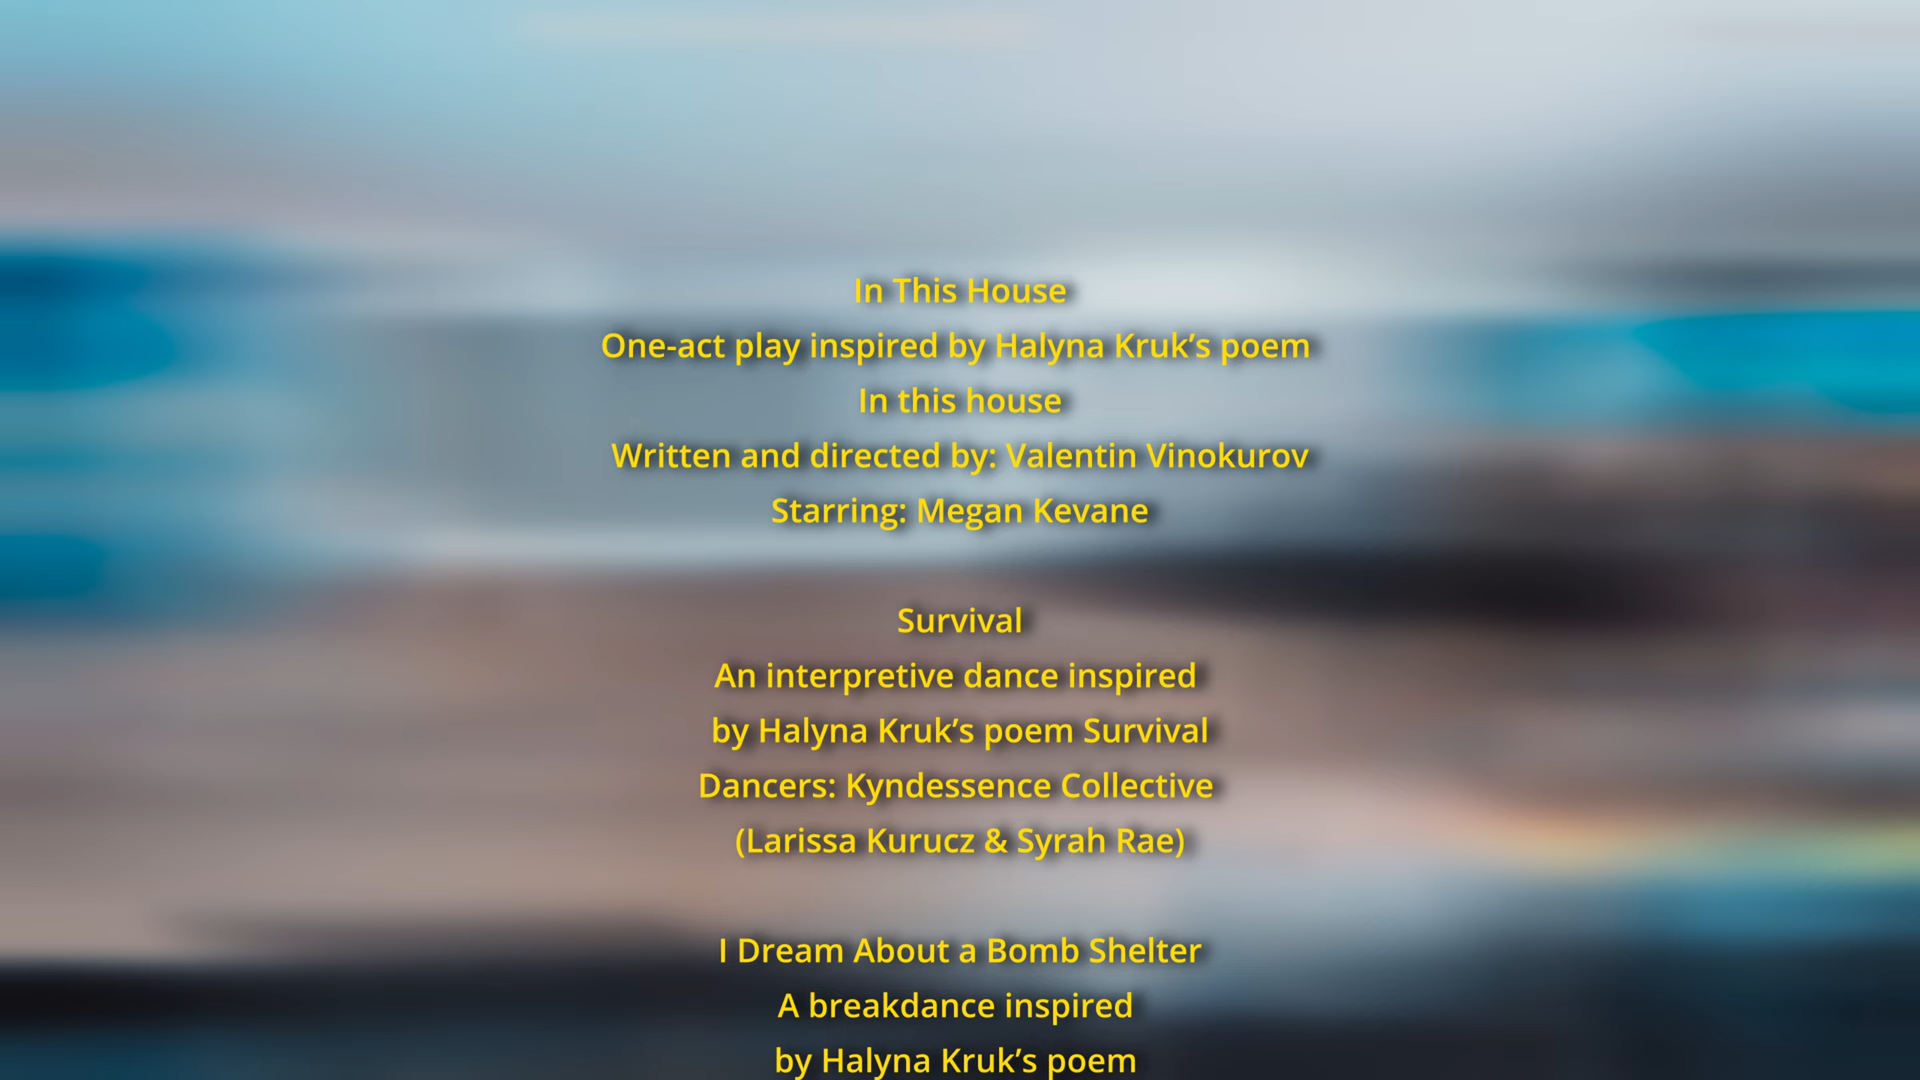 In This House
One-act play inspired by Halyna Kruk’s poem
In this house
Written and directed by: Valentin Vinokurov
Starring: Megan Kevane
Survival
An interpretive dance inspired
by Halyna Kruk’s poem Survival
Dancers: Kyndessence Collective
(Larissa Kurucz & Syrah Rae)
I Dream About a Bomb Shelter
A breakdance inspired
by Halyna Kruk’s poem